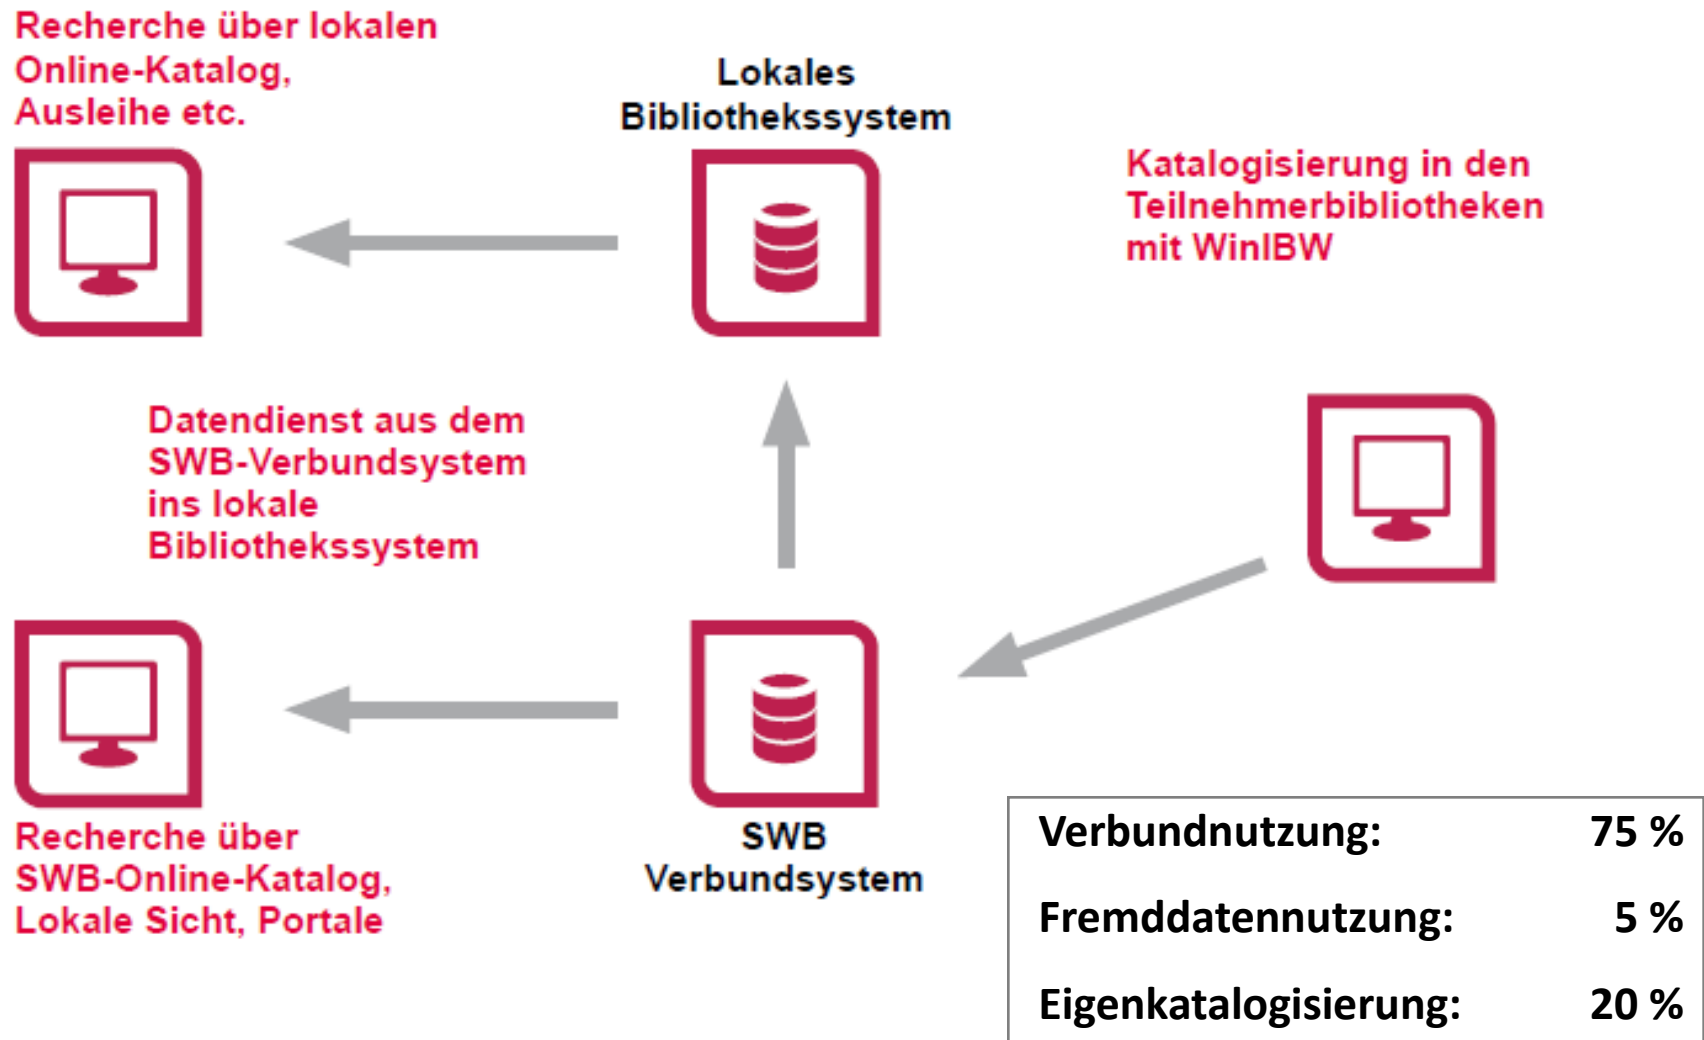 Recherche über lokalen
Online-Katalog,
Ausleihe etc.
Lokales
Bibliothekssystem
Katalogisierung in den
Teilnehmerbibliotheken
mit WinIBW
Datendienst aus dem
SWB-Verbundsystem
ins lokale
Bibliothekssystem
Recherche über
SWB-Online-Katalog,
Lokale Sicht, Portale
SWB
Verbundsystem
Verbundnutzung: 75 %
Fremddatennutzung: 5 %
Eigenkatalogisierung: 20 %